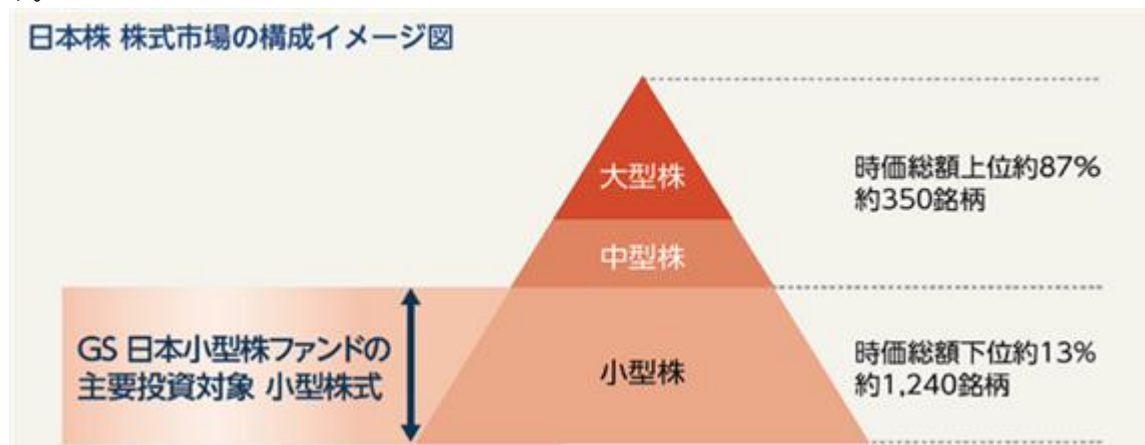 日本株 株式市場の構成イメージ図
大型株
時価総額上位約87%
約350銘柄
中型株
GS 日本小型株ファンドの
主要投資対象 小型株式
小型株
時価総額下位約13%
約1,240銘柄